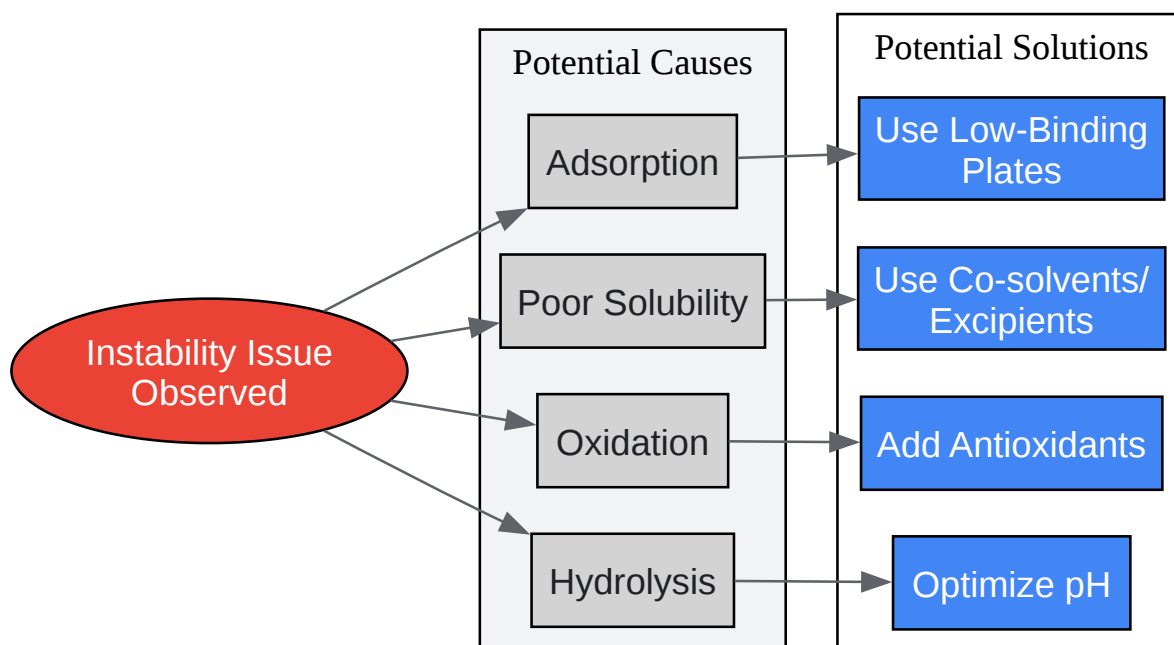 Potential Causes
Potential Solutions
Adsorption
Use Low-Binding
Plates
Poor Solubility
Use Co-solvents/
Excipients
Instability Issue
Observed
Oxidation
Add Antioxidants
Hydrolysis
Optimize pH